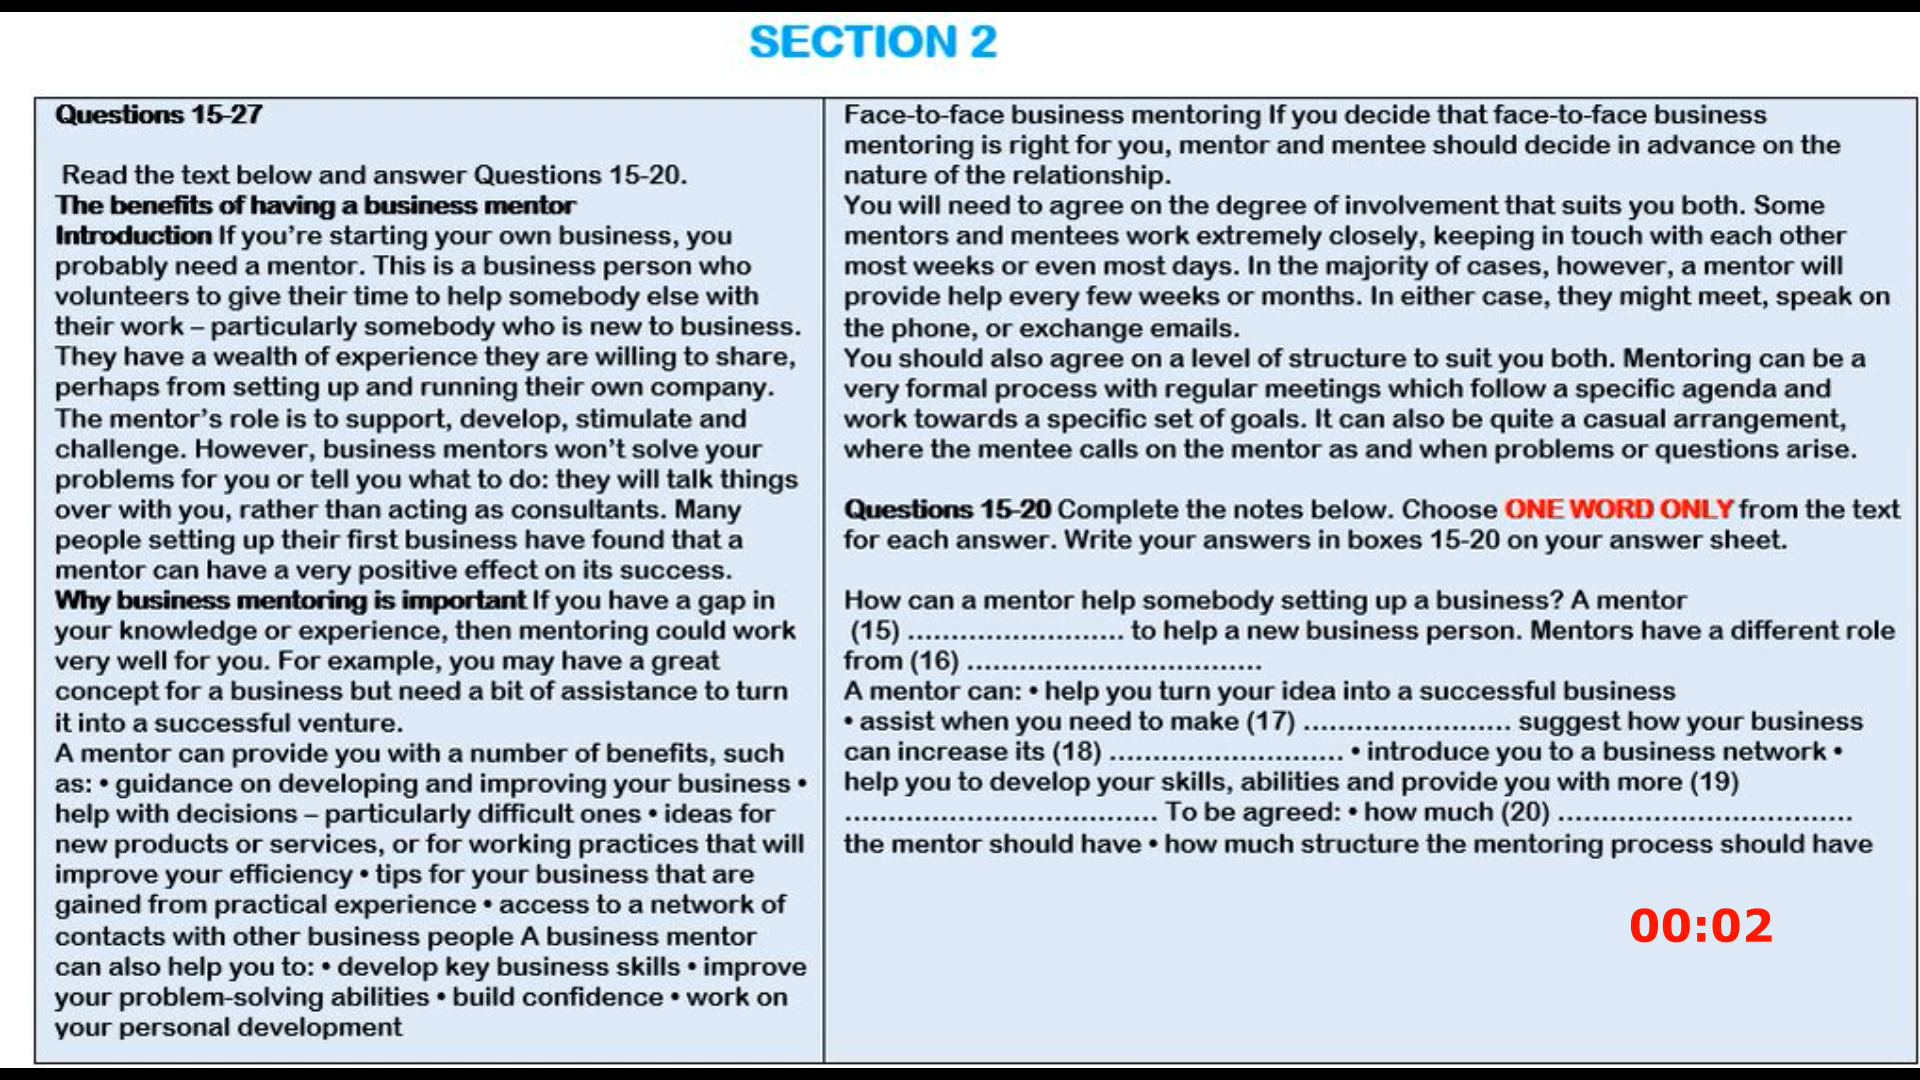 SECTION 2
Questions 15-27
Read the text below and answer Questions 15-20.
The benefits of having a business mentor
Introduction If you're starting your own business, you
probably need a mentor. This is a business person who
volunteers to give their time to help somebody else with
their work – particularly somebody who is new to business.
They have a wealth of experience they are willing to share,
perhaps from setting up and running their own company.
The mentor's role is to support, develop, stimulate and
challenge. However, business mentors won't solve your
problems for you or tell you what to do: they will talk things
over with you, rather than acting as consultants. Many
people setting up their first business have found that a
mentor can have a very positive effect on its success.
Why business mentoring is important If you have a gap in
your knowledge or experience, then mentoring could work
very well for you. For example, you may have a great
concept for a business but need a bit of assistance to turn
it into a successful venture.
A mentor can provide you with a number of benefits, such
as: • guidance on developing and improving your business •
help with decisions – particularly difficult ones • ideas for
new products or services, or for working practices that will
improve your efficiency • tips for your business that are
gained from practical experience • access to a network of
contacts with other business people A business mentor
can also help you to: • develop key business skills • improve
your problem-solving abilities • build confidence • work on
your personal development
Face-to-face business mentoring If you decide that face-to-face business
mentoring is right for you, mentor and mentee should decide in advance on the
nature of the relationship.
You will need to agree on the degree of involvement that suits you both. Some
mentors and mentees work extremely closely, keeping in touch with each other
most weeks or even most days. In the majority of cases, however, a mentor will
provide help every few weeks or months. In either case, they might meet, speak on
the phone, or exchange emails.
You should also agree on a level of structure to suit you both. Mentoring can be a
very formal process with regular meetings which follow a specific agenda and
work towards a specific set of goals. It can also be quite a casual arrangement,
where the mentee calls on the mentor as and when problems or questions arise.
Questions 15-20 Complete the notes below. Choose ONE WORD ONLY from the text
for each answer. Write your answers in boxes 15-20 on your answer sheet.
How can a mentor help somebody setting up a business? A mentor
(15) ......................... to help a new business person. Mentors have a different role
from (16) ..................................
A mentor can: • help you turn your idea into a successful business
• assist when you need to make (17) ........................ suggest how your business
can increase its (18) ........................... • introduce you to a business network •
help you to develop your skills, abilities and provide you with more (19)
.................................... To be agreed: • how much (20) ..................................
the mentor should have • how much structure the mentoring process should have
00:02